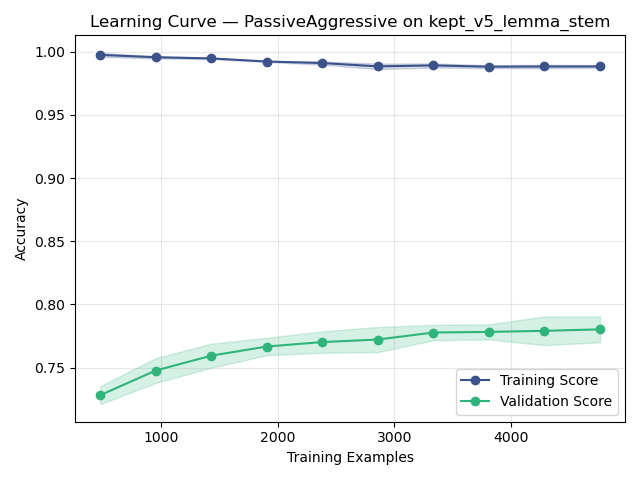 Learning Curve — PassiveAggressive on kept_v5_lemma_stem
1.00
0.95
0.90
0.85
0.80
0.75
Accuracy
1000 2000 3000 4000
Training Examples
Training Score
Validation Score